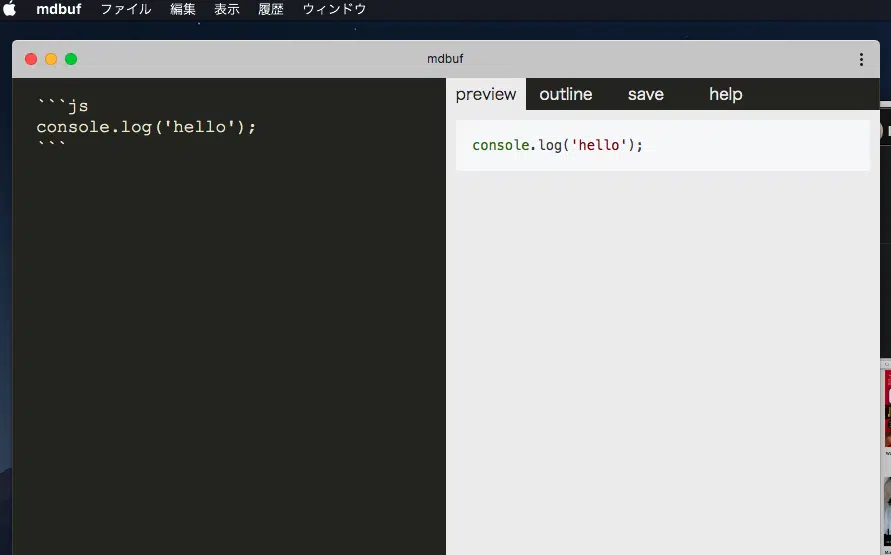 mdbuf ファイル 編集 表示 履歴 ウィンドウ
mdbuf
```js
console.log('hello');
```
preview outline save help
console.log('hello');